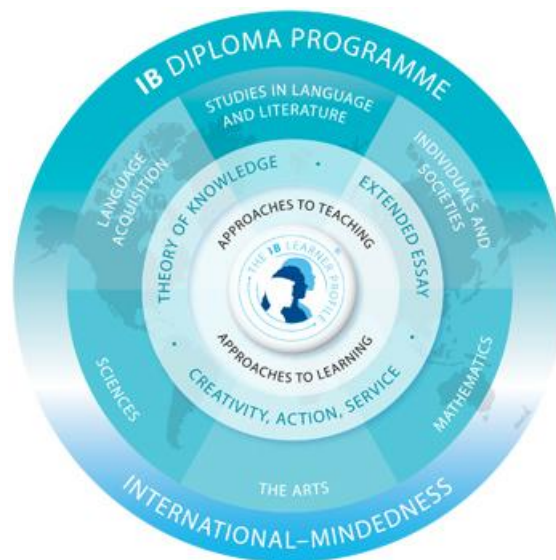 IB DIPLOMA PROGRAMME
STUDIES IN LANGUAGE
AND LITERATURE
LANGUAGE
ACQUISITION
INDIVIDUALS AND
SOCIETIES
THEORY OF KNOWLEDGE
EXTENDED ESSAY
APPROACHES TO TEACHING
THE IB LEARNER PROFILE
®
APPROACHES TO LEARNING
CREATIVITY, ACTION, SERVICE
SCIENCES
MATHEMATICS
THE ARTS
INTERNATIONAL–MINDEDNESS